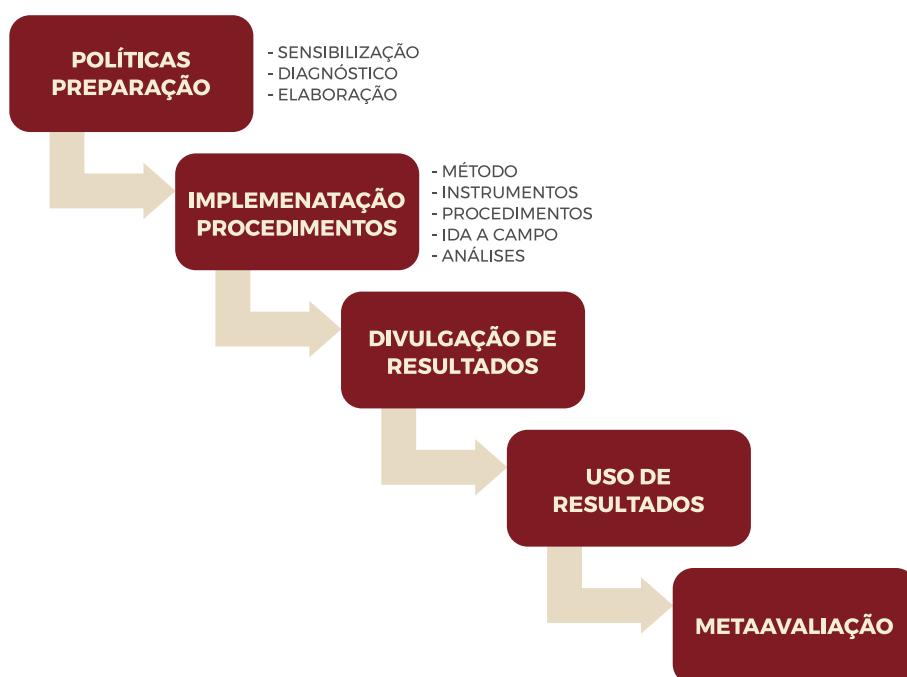 POLÍTICAS
PREPARAÇÃO
- SENSIBILIZAÇÃO
- DIAGNÓSTICO
- ELABORAÇÃO
IMPLEMENATAÇÃO
PROCEDIMENTOS
- MÉTODO
- INSTRUMENTOS
- PROCEDIMENTOS
- IDA A CAMPO
- ANÁLISES
DIVULGAÇÃO DE
RESULTADOS
USO DE
RESULTADOS
METAAVALIAÇÃO